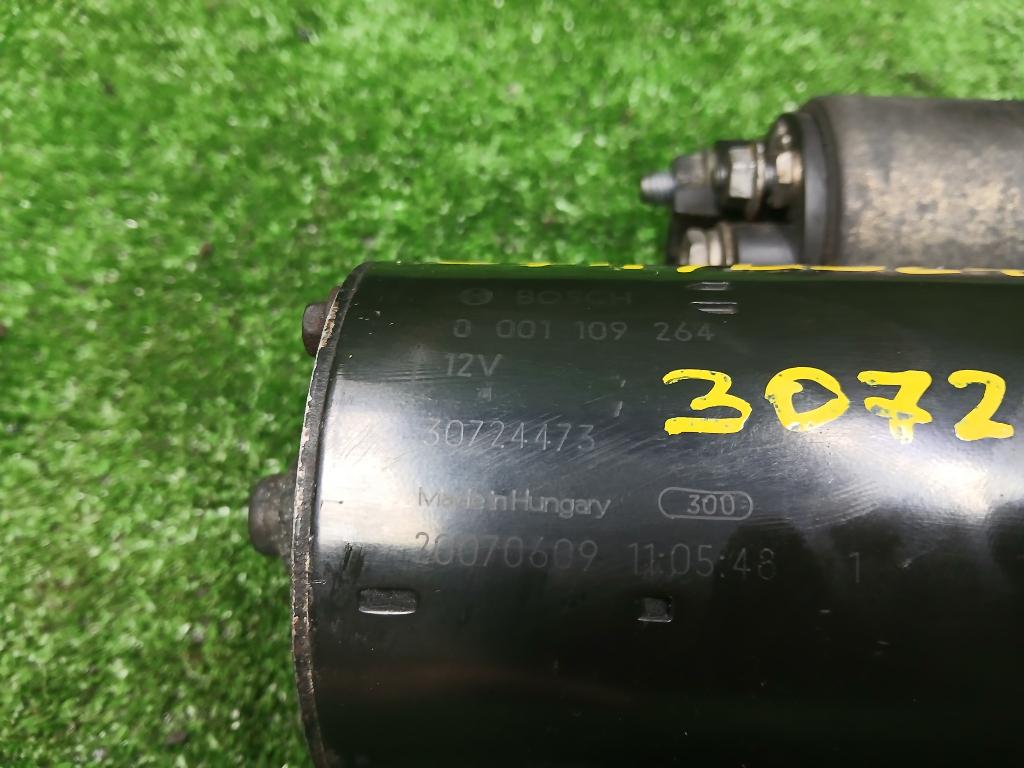 BOSCH
0 001 109 264
12V
3072
30724473
Made in Hungary 300
20070609 11:05:48 1